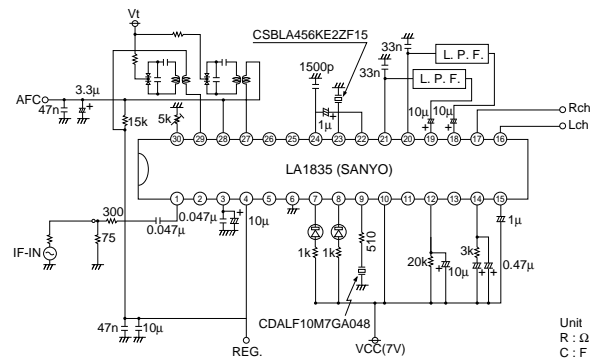 Vt
CSBLA456KE2ZF15
33n
L. P. F.
1500p
33n
L. P. F.
AFC
3.3μ
+
47n
15k
5k
1μ
+
10μ
10μ
+
+
Rch
Lch
30 29 28 27 26 25 24 23 22 21 20 19 18 17 16
LA1835 (SANYO)
1 2 3 4 5 6 7 8 9 10 11 12 13 14 15
300
0.047μ
0.047μ
+
10μ
75
IF-IN
1k
1k
510
20k
+
10μ
3k
+
+
0.47μ
1μ
CDALF10M7GA048
47n
10μ
REG.
VCC(7V)
Unit
R : Ω
C : F